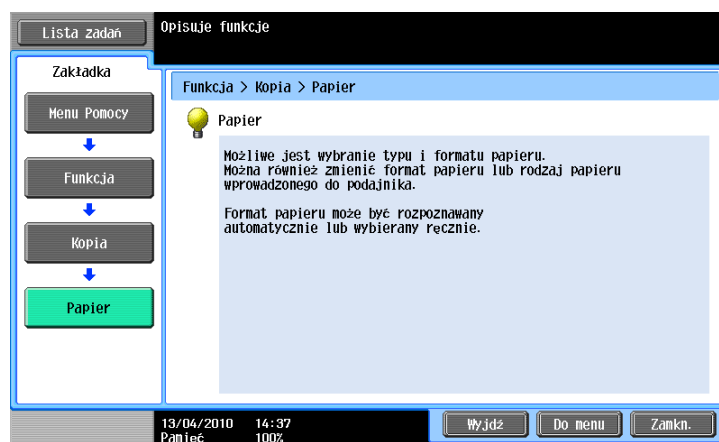 Lista zadań
Opisuje funkcje
Zakładka
Menu Pomocy
Funkcja
Kopia
Papier
Funkcja > Kopia > Papier
Papier
Możliwe jest wybranie typu i formatu papieru.
Można również zmienić format papieru lub rodzaj papieru
wprowadzonego do podajnika.
Format papieru może być rozpoznawany
automatycznie lub wybierany ręcznie.
13/04/2010 14:37
Pamięć 100%
Wyjdź
Do menu
Zamkn.